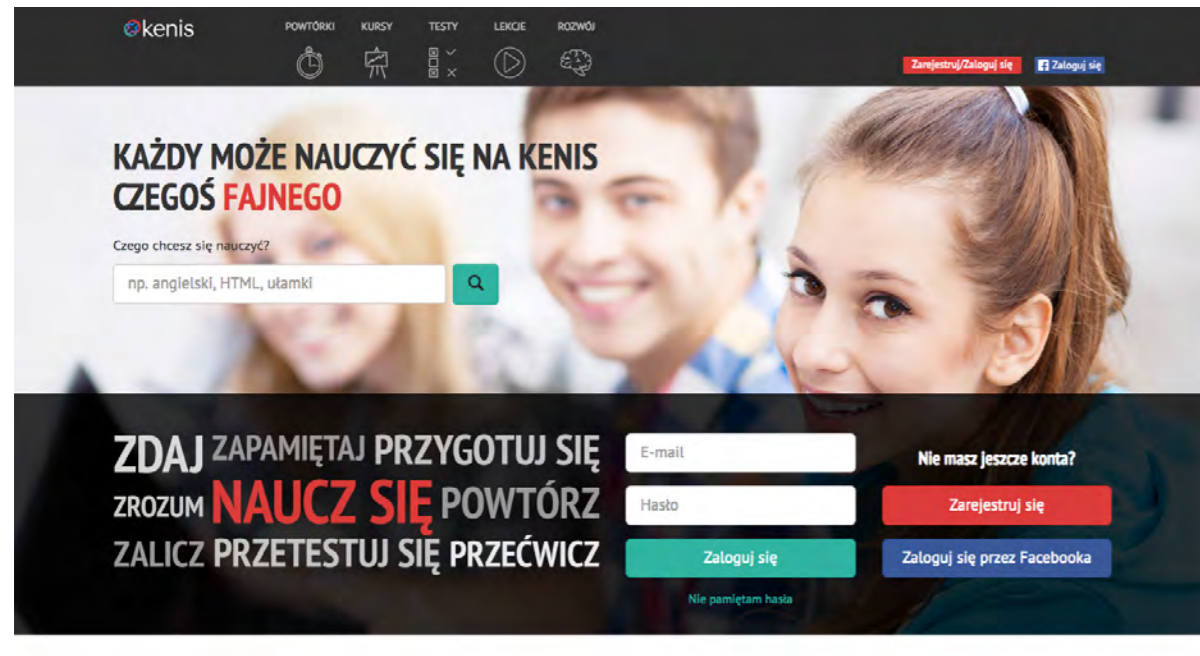 kenis
POWTÓRKI KURSY TESTY LEKCJE ROZWÓJ
Zarejestruj/Zaloguj się Zaloguj się
KAŻDY MOŻE NAUCZYĆ SIĘ NA KENIS
CZEGOŚ FAJNEGO
Czego chcesz się nauczyć?
np. angielski, HTML, ułamki
ZDAJ ZAPAMIĘTAJ PRZYGOTUJ SIĘ
ZROZUM NAUCZ SIĘ POWTÓRZ
ZALICZ PRZETESTUJ SIĘ PRZEĆWICZ
E-mail
Hasło
Zaloguj się
Nie pamiętam hasła
Nie masz jeszcze konta?
Zarejestruj się
Zaloguj się przez Facebooka